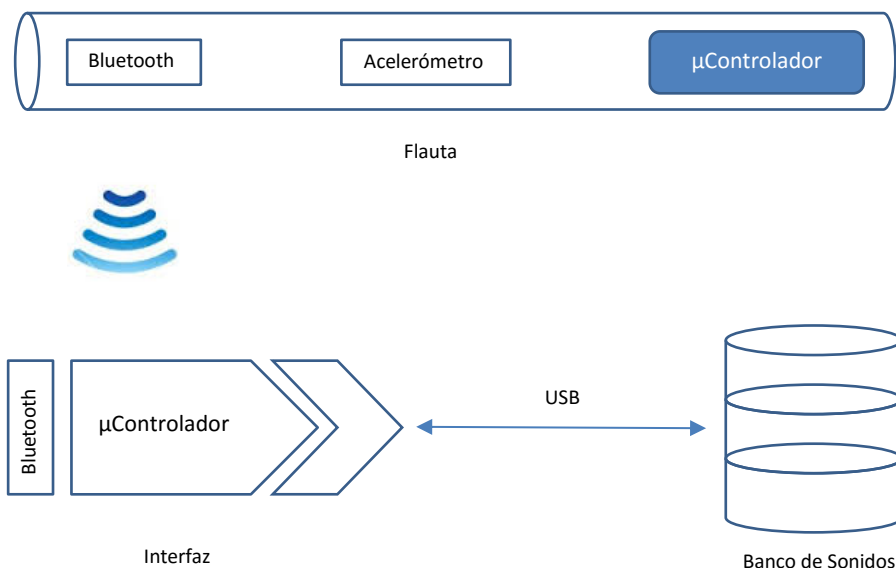 Bluetooth
Acelerómetro
μControlador
Flauta
Bluetooth
μControlador
USB
Interfaz
Banco de Sonidos